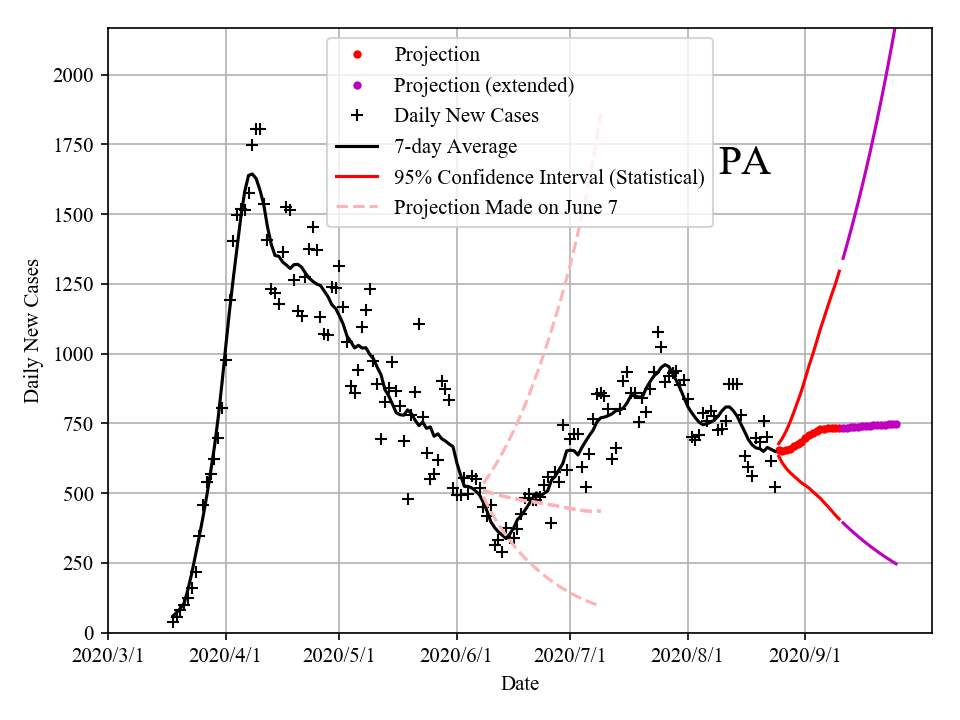 Projection
Projection (extended)
Daily New Cases
7-day Average
95% Confidence Interval (Statistical)
Projection Made on June 7
PA
Daily New Cases
2000
1750
1500
1250
1000
750
500
250
0
2020/3/1 2020/4/1 2020/5/1 2020/6/1 2020/7/1 2020/8/1 2020/9/1
Date